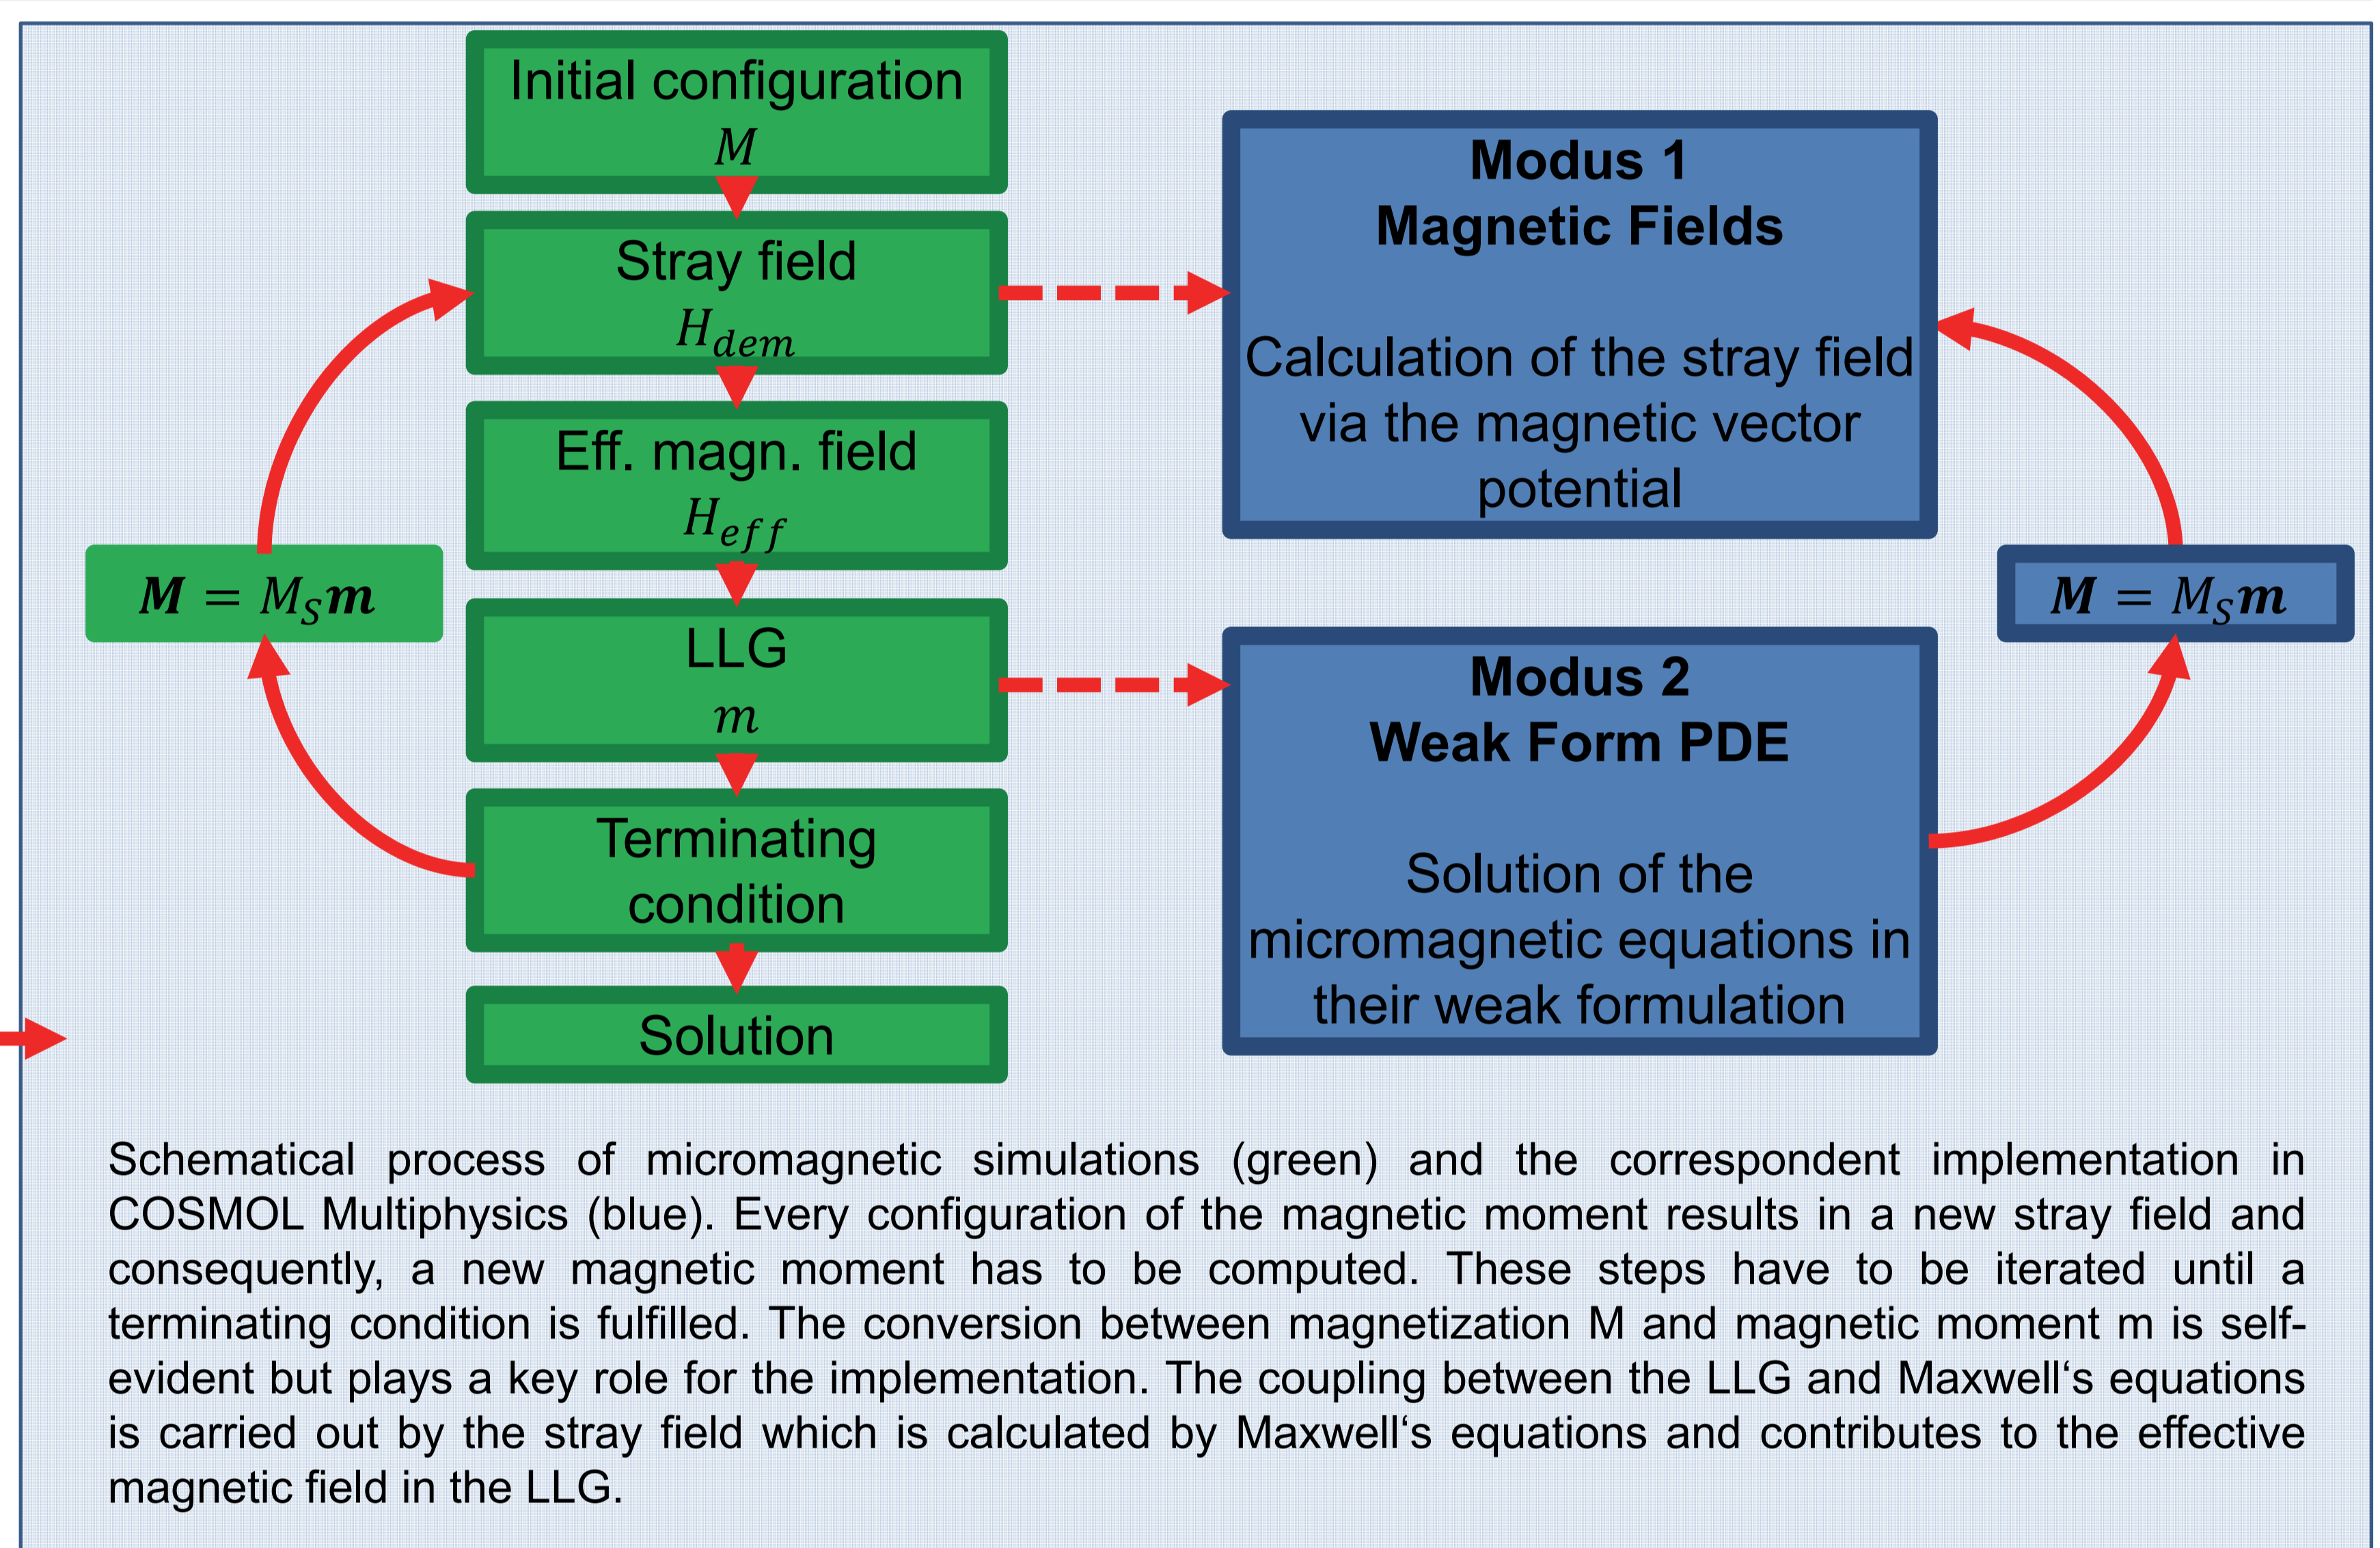 Initial configuration
M
Stray field
H_dem
Eff. magn. field
H_eff
LLG
m
Terminating
condition
Solution
M = M_S m
Modus 1
Magnetic Fields
Calculation of the stray field
via the magnetic vector
potential
Modus 2
Weak Form PDE
Solution of the
micromagnetic equations in
their weak formulation
M = M_S m
Schematical process of micromagnetic simulations (green) and the correspondent implementation in
COSMOL Multiphysics (blue). Every configuration of the magnetic moment results in a new stray field and
consequently, a new magnetic moment has to be computed. These steps have to be iterated until a
terminating condition is fulfilled. The conversion between magnetization M and magnetic moment m is self-
evident but plays a key role for the implementation. The coupling between the LLG and Maxwell‘s equations
is carried out by the stray field which is calculated by Maxwell‘s equations and contributes to the effective
magnetic field in the LLG.